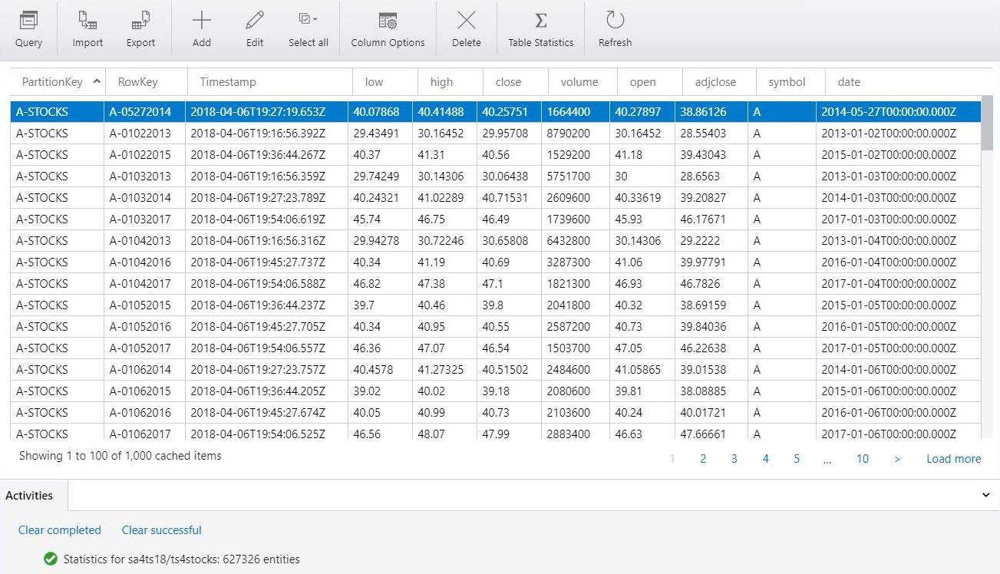 Query Import Export Add Edit Select all Column Options Delete Table Statistics Refresh
PartitionKey RowKey Timestamp low high close volume open adjclose symbol date
A-STOCKS A-05272014 2018-04-06T19:27:19.653Z 40.07868 40.41488 40.25751 1664400 40.27897 38.86126 A 2014-05-27T00:00:00.000Z
A-STOCKS A-01022013 2018-04-06T19:16:56.392Z 29.43491 30.16452 29.95708 8790200 30.16452 28.55403 A 2013-01-02T00:00:00.000Z
A-STOCKS A-01022015 2018-04-06T19:36:44.267Z 40.37 41.31 40.56 1529200 41.18 39.43043 A 2015-01-02T00:00:00.000Z
A-STOCKS A-01032013 2018-04-06T19:16:56.359Z 29.74249 30.14306 30.06438 5751700 30 28.6563 A 2013-01-03T00:00:00.000Z
A-STOCKS A-01032014 2018-04-06T19:27:23.789Z 40.24321 41.02289 40.71531 2609600 40.33619 39.20827 A 2014-01-03T00:00:00.000Z
A-STOCKS A-01032017 2018-04-06T19:54:06.619Z 45.74 46.75 46.49 1739600 45.93 46.17671 A 2017-01-03T00:00:00.000Z
A-STOCKS A-01042013 2018-04-06T19:16:56.316Z 29.94278 30.72246 30.65808 6432800 30.14306 29.2222 A 2013-01-04T00:00:00.000Z
A-STOCKS A-01042016 2018-04-06T19:45:27.737Z 40.34 41.19 40.69 3287300 41.06 39.97791 A 2016-01-04T00:00:00.000Z
A-STOCKS A-01042017 2018-04-06T19:54:06.588Z 46.82 47.38 47.1 1821300 46.93 46.7826 A 2017-01-04T00:00:00.000Z
A-STOCKS A-01052015 2018-04-06T19:36:44.237Z 39.7 40.46 39.8 2041800 40.32 38.69159 A 2015-01-05T00:00:00.000Z
A-STOCKS A-01052016 2018-04-06T19:45:27.705Z 40.34 40.95 40.55 2587200 40.73 39.84036 A 2016-01-05T00:00:00.000Z
A-STOCKS A-01052017 2018-04-06T19:54:06.557Z 46.36 47.07 46.54 1503700 47.05 46.22638 A 2017-01-05T00:00:00.000Z
A-STOCKS A-01062014 2018-04-06T19:27:23.757Z 40.4578 41.27325 40.51502 2484600 41.05865 39.01538 A 2014-01-06T00:00:00.000Z
A-STOCKS A-01062015 2018-04-06T19:36:44.205Z 39.02 40.02 39.18 2080600 39.81 38.08885 A 2015-01-06T00:00:00.000Z
A-STOCKS A-01062016 2018-04-06T19:45:27.674Z 40.05 40.99 40.73 2103600 40.24 40.01721 A 2016-01-06T00:00:00.000Z
A-STOCKS A-01062017 2018-04-06T19:54:06.525Z 46.56 48.07 47.99 2883400 46.63 47.66661 A 2017-01-06T00:00:00.000Z
Showing 1 to 100 of 1,000 cached items 1 2 3 4 5 ... 10 > Load more
Activities
Clear completed Clear successful
Statistics for sa4ts18/ts4stocks: 627326 entities